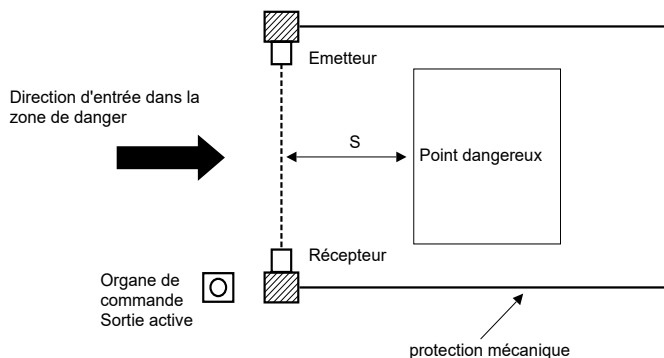 Emetteur
Direction d'entrée dans la
zone de danger
S
Point dangereux
Récepteur
Organe de
commande
Sortie active
protection mécanique